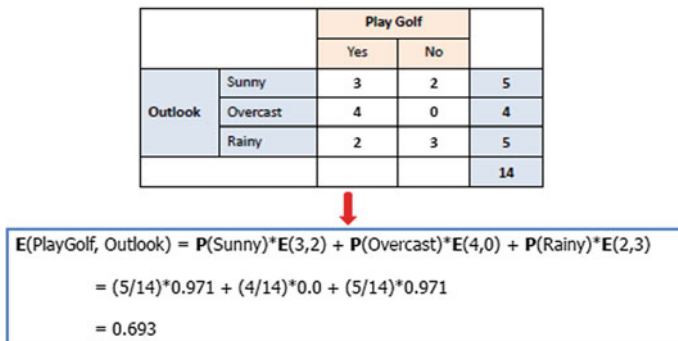 Play Golf
Yes No
Sunny 3 2 5
Outlook Overcast 4 0 4
Rainy 2 3 5
14
E(PlayGolf, Outlook) = P(Sunny)*E(3,2) + P(Overcast)*E(4,0) + P(Rainy)*E(2,3)
= (5/14)*0.971 + (4/14)*0.0 + (5/14)*0.971
= 0.693